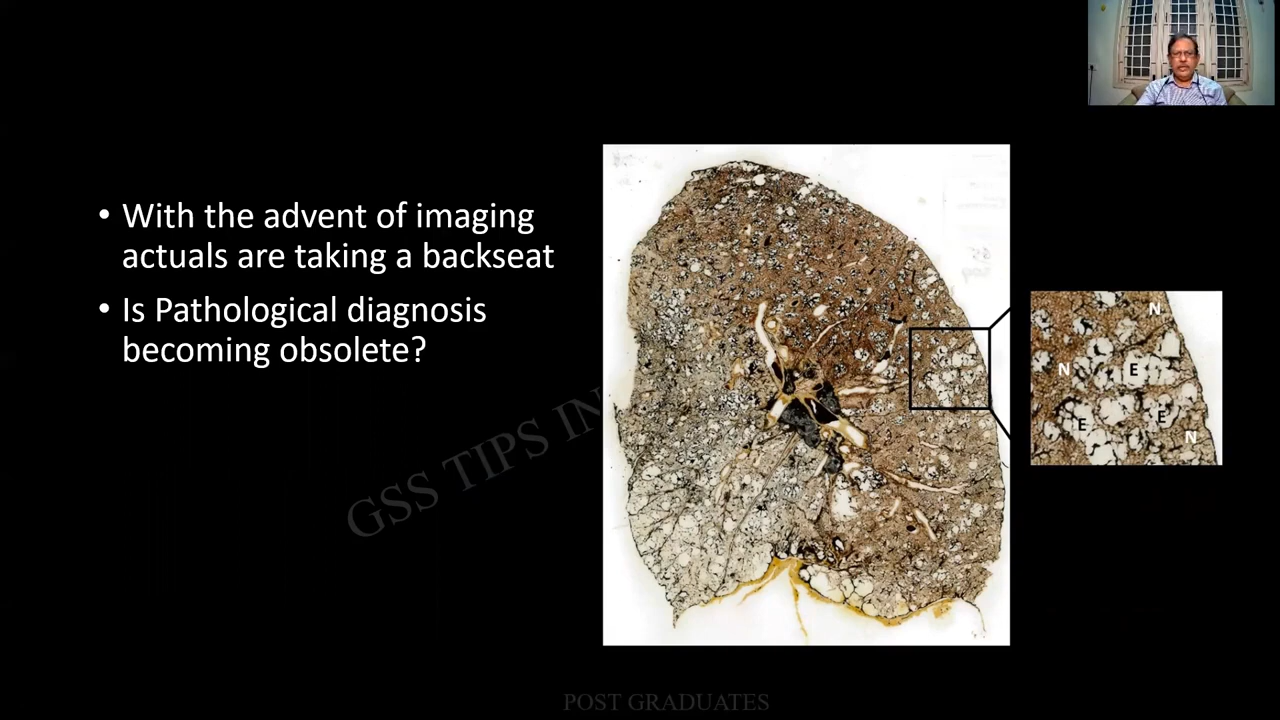 • With the advent of imaging
actuals are taking a backseat
• Is Pathological diagnosis
becoming obsolete?
N
N
E
E
E
N
GSS TIPS IN
POST GRADUATES